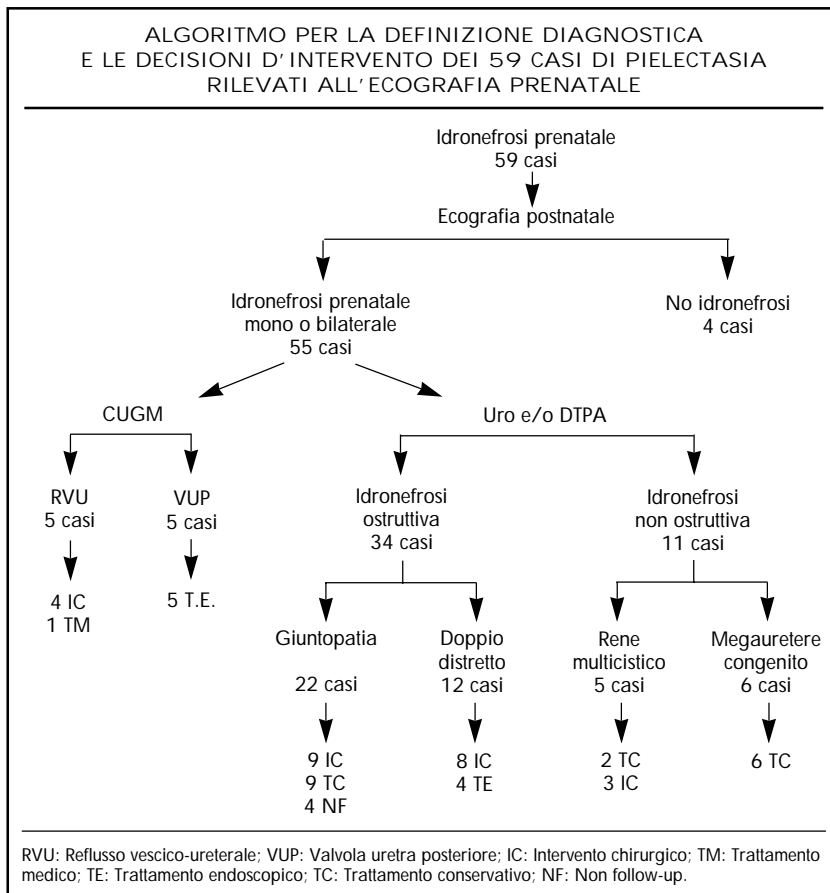 ALGORITMO PER LA DEFINIZIONE DIAGNOSTICA
E LE DECISIONI D'INTERVENTO DEI 59 CASI DI PIELECTASIA
RILEVATI ALL'ECOGRAFIA PRENATALE
Idronefrosi prenatale
59 casi
Ecografia postnatale
Idronefrosi prenatale
mono o bilaterale
55 casi
No idronefrosi
4 casi
CUGM
Uro e/o DTPA
RVU
5 casi
VUP
5 casi
Idronefrosi
ostruttiva
34 casi
Idronefrosi
non ostruttiva
11 casi
4 IC
1 TM
5 T.E.
Giuntopatia
22 casi
Doppio
distretto
12 casi
Rene
multicistico
5 casi
Megauretere
congenito
6 casi
9 IC
9 TC
4 NF
8 IC
4 TE
2 TC
3 IC
6 TC
RVU: Reflusso vescico-ureterale; VUP: Valvola uretra posteriore; IC: Intervento chirurgico; TM: Trattamento
medico; TE: Trattamento endoscopico; TC: Trattamento conservativo; NF: Non follow-up.